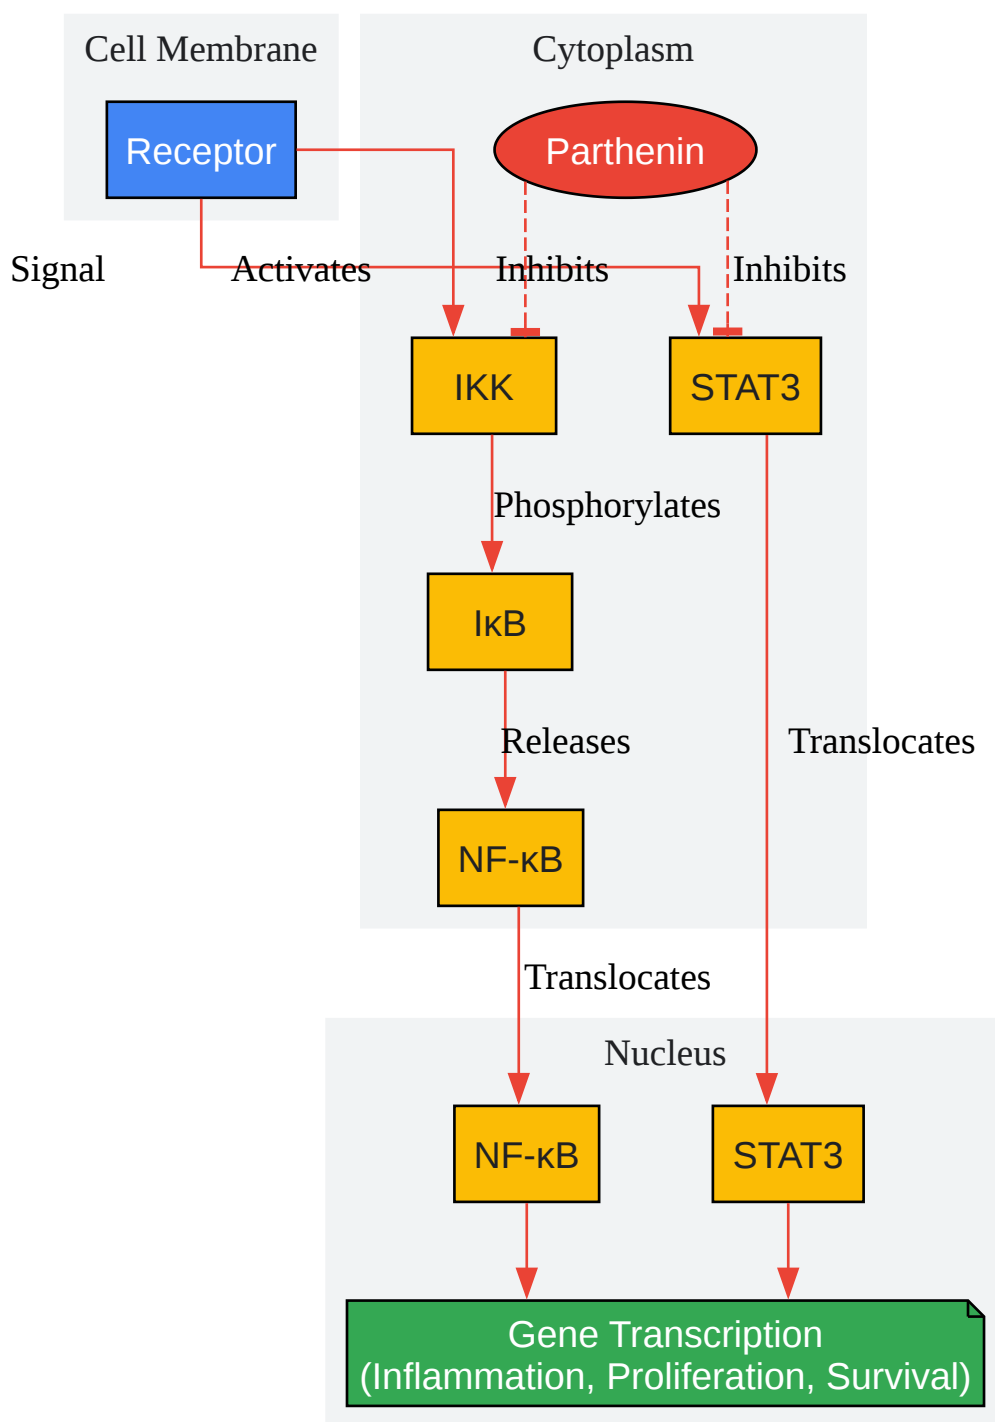 Cell Membrane
Cytoplasm
Receptor
Parthenin
Signal
Activates
Inhibits
Inhibits
IKK
STAT3
Phosphorylates
IκB
Releases
Translocates
NF-κB
Translocates
Nucleus
NF-κB
STAT3
Gene Transcription
(Inflammation, Proliferation, Survival)